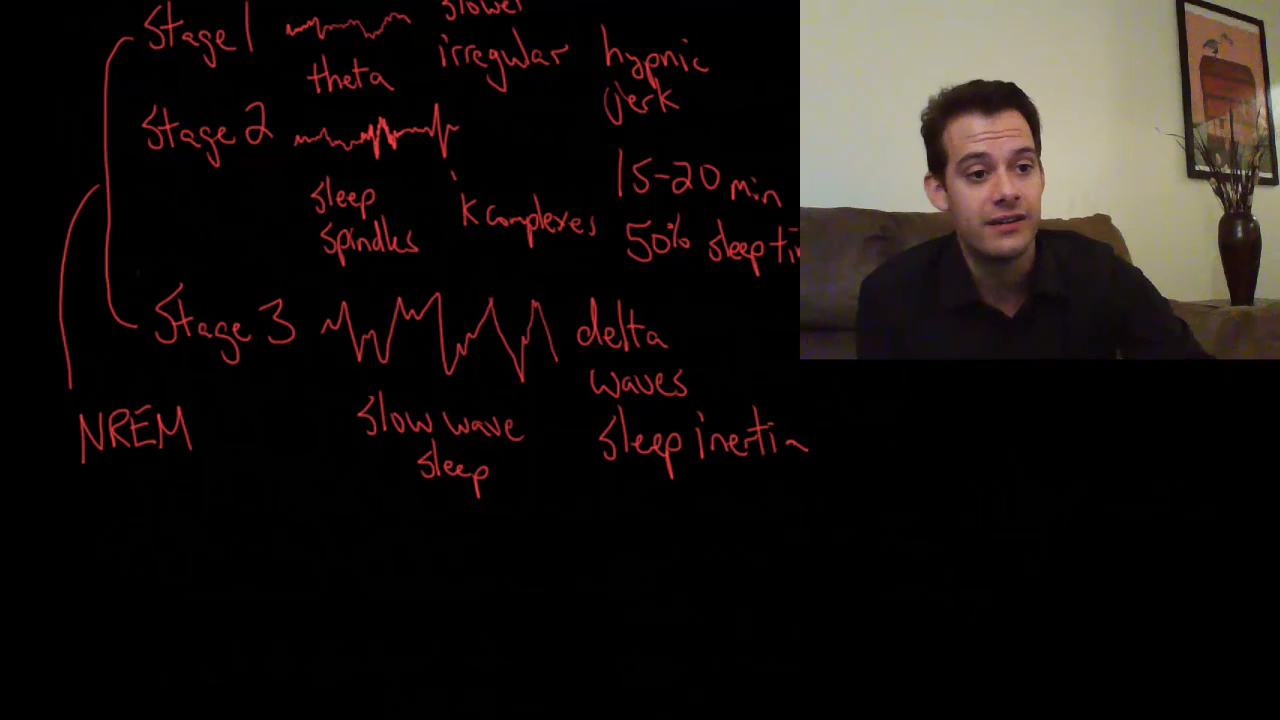 Stage 1
slower
irregular
theta
hypnic
jerk
Stage 2
sleep
spindles
k complexes
15-20 min
50% sleep
Stage 3
delta
waves
slow wave
sleep
sleep inertia
NREM